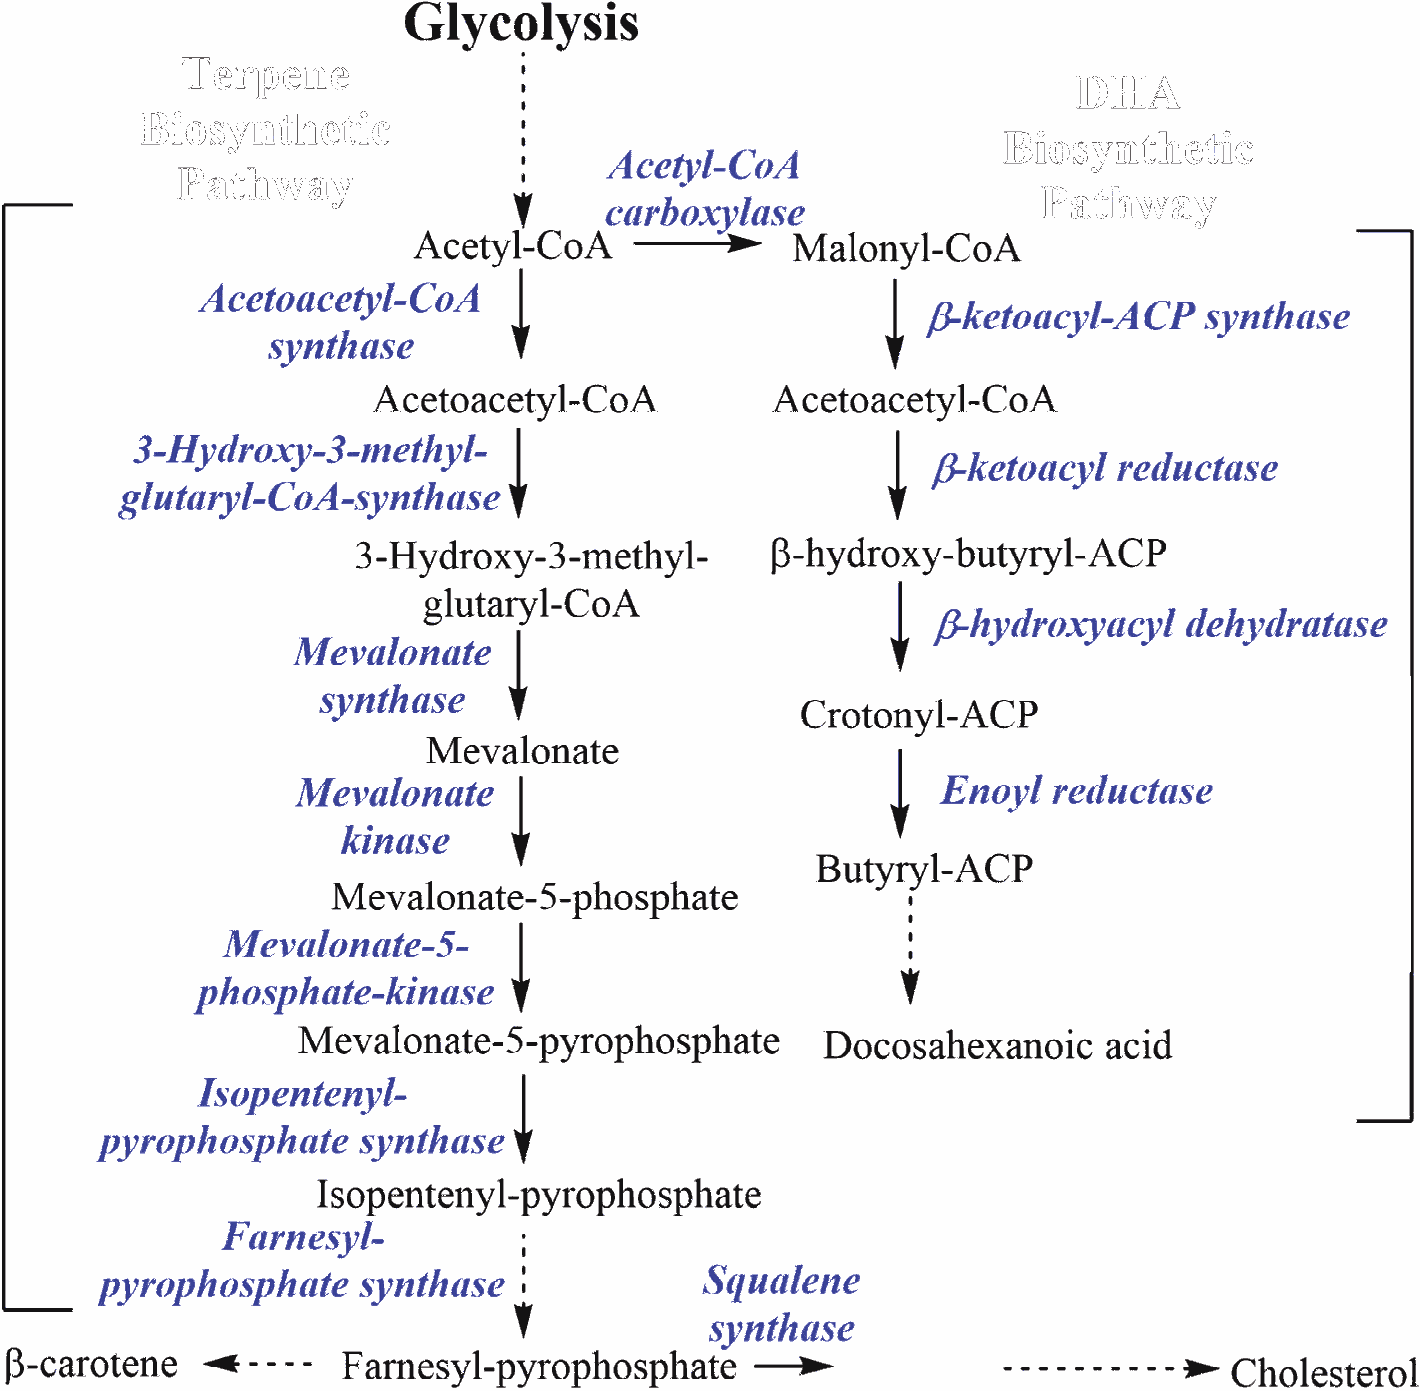 Glycolysis
Terpene
Biosynthetic
Pathway
DHA
Biosynthetic
Pathway
Acetyl-CoA
carboxylase
Acetyl-CoA
Malonyl-CoA
Acetoacetyl-CoA
synthase
β-ketoacyl-ACP synthase
Acetoacetyl-CoA
Acetoacetyl-CoA
3-Hydroxy-3-methyl-
glutaryl-CoA-synthase
β-ketoacyl reductase
3-Hydroxy-3-methyl-
glutaryl-CoA
β-hydroxy-butyryl-ACP
Mevalonate
synthase
β-hydroxyacyl dehydratase
Mevalonate
Crotonyl-ACP
Mevalonate
kinase
Enoyl reductase
Mevalonate-5-phosphate
Butyryl-ACP
Mevalonate-5-
phosphate-kinase
Mevalonate-5-pyrophosphate
Docosahexanoic acid
Isopentenyl-
pyrophosphate synthase
Isopentenyl-pyrophosphate
Farnesyl-
pyrophosphate synthase
Squalene
synthase
β-carotene
Farnesyl-pyrophosphate
Cholesterol